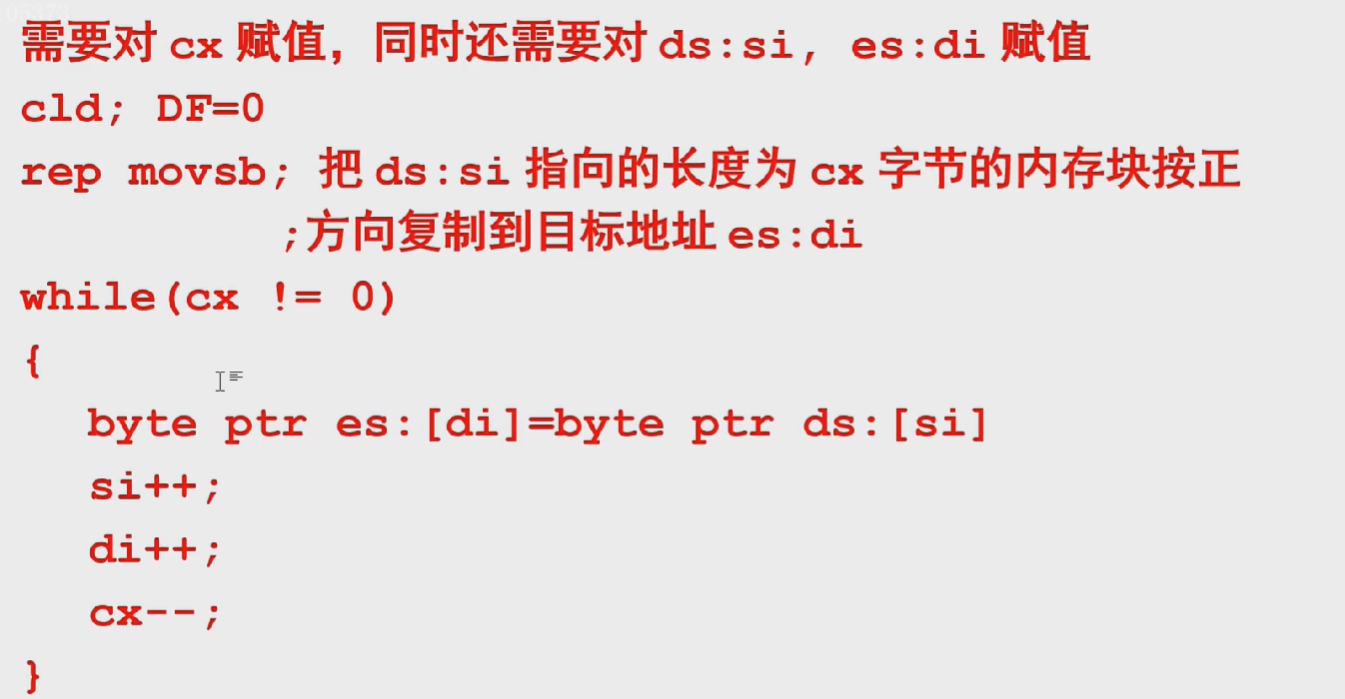 需要对 cx 赋值，同时还需要对 ds:si, es:di 赋值
cld; DF=0
rep movsb; 把 ds:si 指向的长度为 cx 字节的内存块按正
;方向复制到目标地址 es:di
while(cx != 0)
{
byte ptr es:[di]=byte ptr ds:[si]
si++;
di++;
cx--;
}